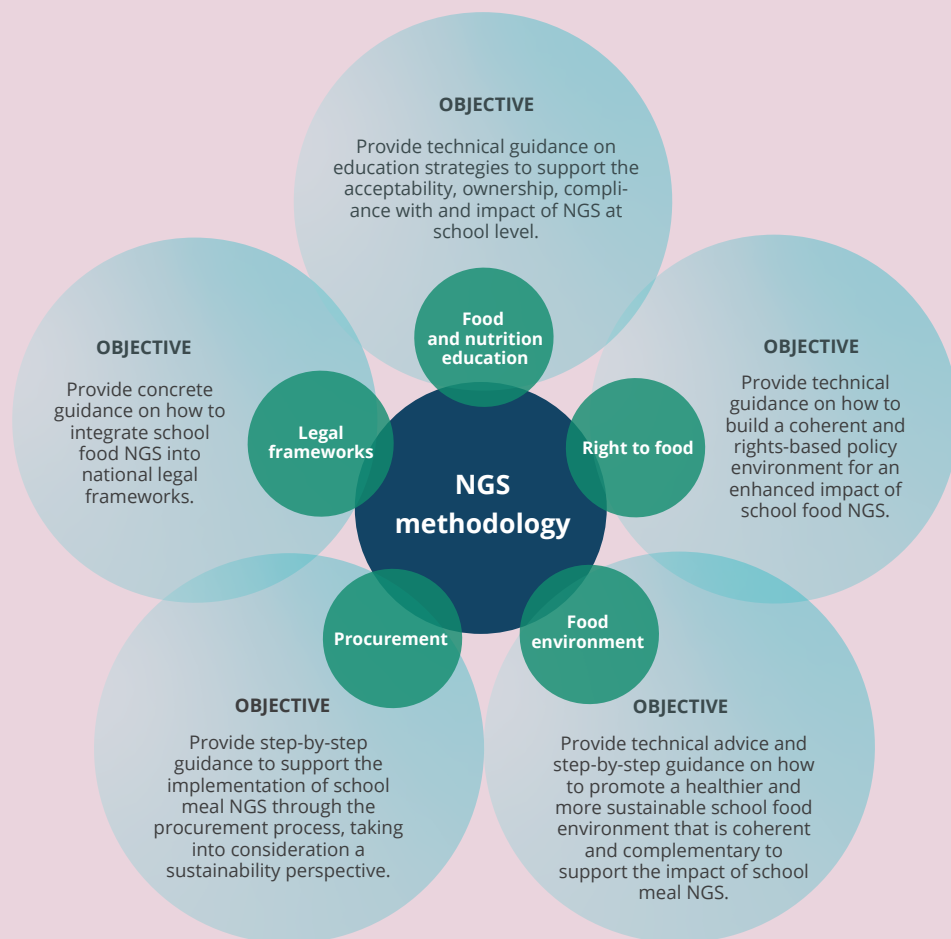 OBJECTIVE
Provide technical guidance on
education strategies to support the
acceptability, ownership, compli-
ance with and impact of NGS at
school level.
Food
and nutrition
education
OBJECTIVE
Provide concrete
guidance on how to
integrate school
food NGS into
national legal
frameworks.
Legal
frameworks
OBJECTIVE
Provide technical
guidance on how to
build a coherent and
rights-based policy
environment for an
enhanced impact of
school food NGS.
Right to food
NGS
methodology
Procurement
OBJECTIVE
Provide step-by-step
guidance to support the
implementation of school
meal NGS through the
procurement process, taking
into consideration a
sustainability perspective.
Food
environment
OBJECTIVE
Provide technical advice and
step-by-step guidance on how
to promote a healthier and
more sustainable school food
environment that is coherent
and complementary to
support the impact of school
meal NGS.